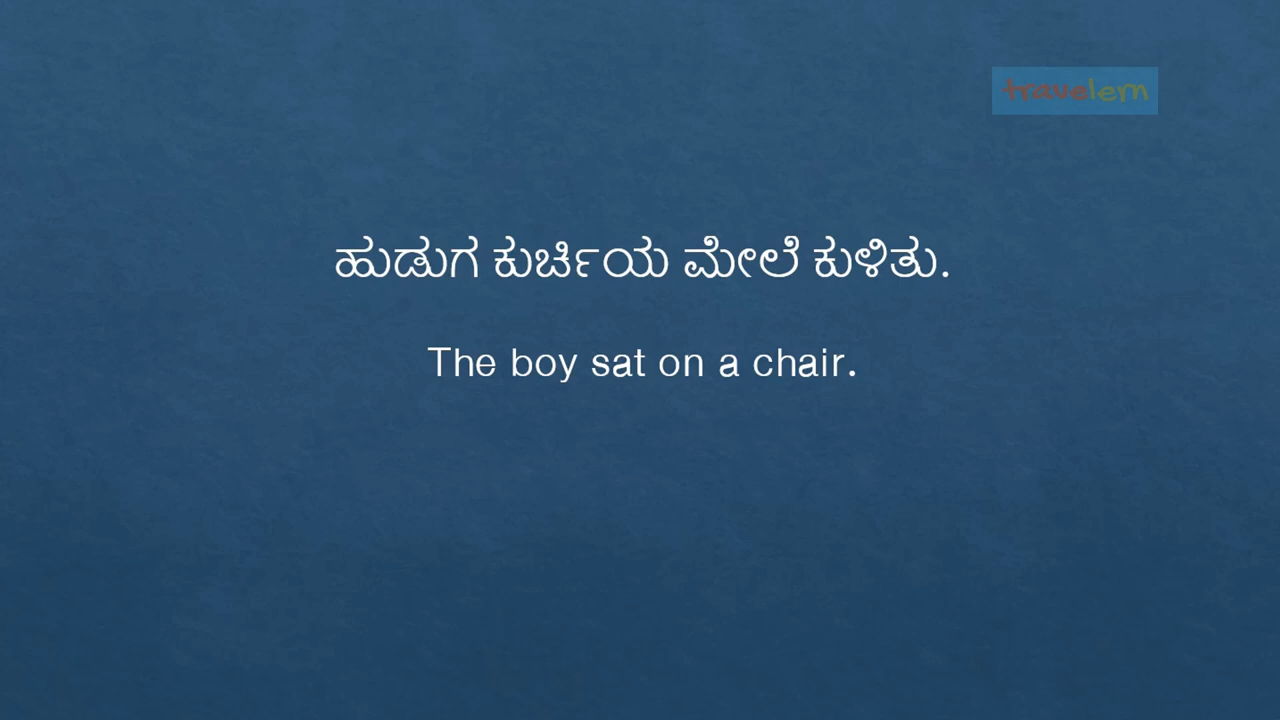 travelem
ಹುಡುಗ ಕುರ್ಚಿಯ ಮೇಲೆ ಕುಳಿತು.
The boy sat on a chair.